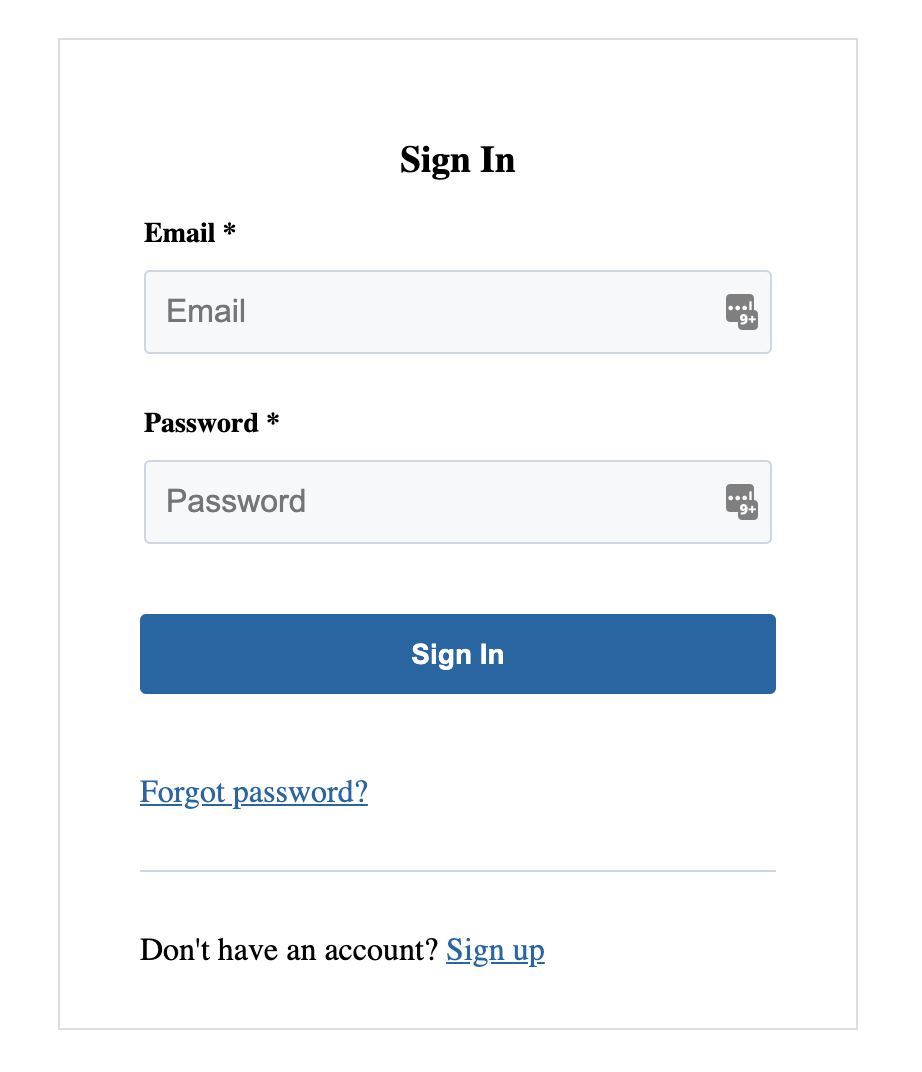 Sign In
Email *
Email
9+
Password *
Password
9+
Sign In
Forgot password?
Don't have an account? Sign up